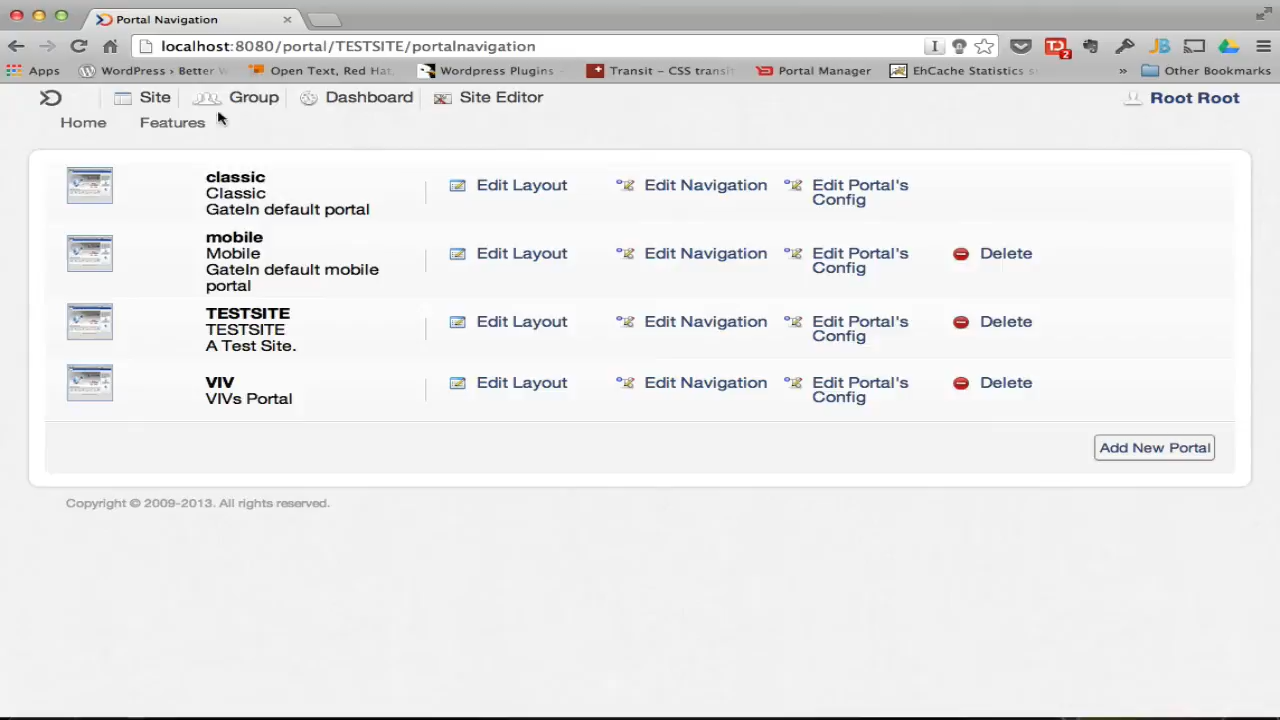 Portal Navigation
localhost:8080/portal/TESTSITE/portalnavigation
Apps WordPress › Better W Open Text, Red Hat, Wordpress Plugins - Transit - CSS transit Portal Manager EhCache Statistics s » Other Bookmarks
Site Group Dashboard Site Editor Root Root
Home Features
classic
Classic
GateIn default portal
Edit Layout Edit Navigation Edit Portal's
Config
mobile
Mobile
GateIn default mobile
portal
Edit Layout Edit Navigation Edit Portal's
Config
Delete
TESTSITE
TESTSITE
A Test Site.
Edit Layout Edit Navigation Edit Portal's
Config
Delete
VIV
VIVs Portal
Edit Layout Edit Navigation Edit Portal's
Config
Delete
Add New Portal
Copyright © 2009-2013. All rights reserved.